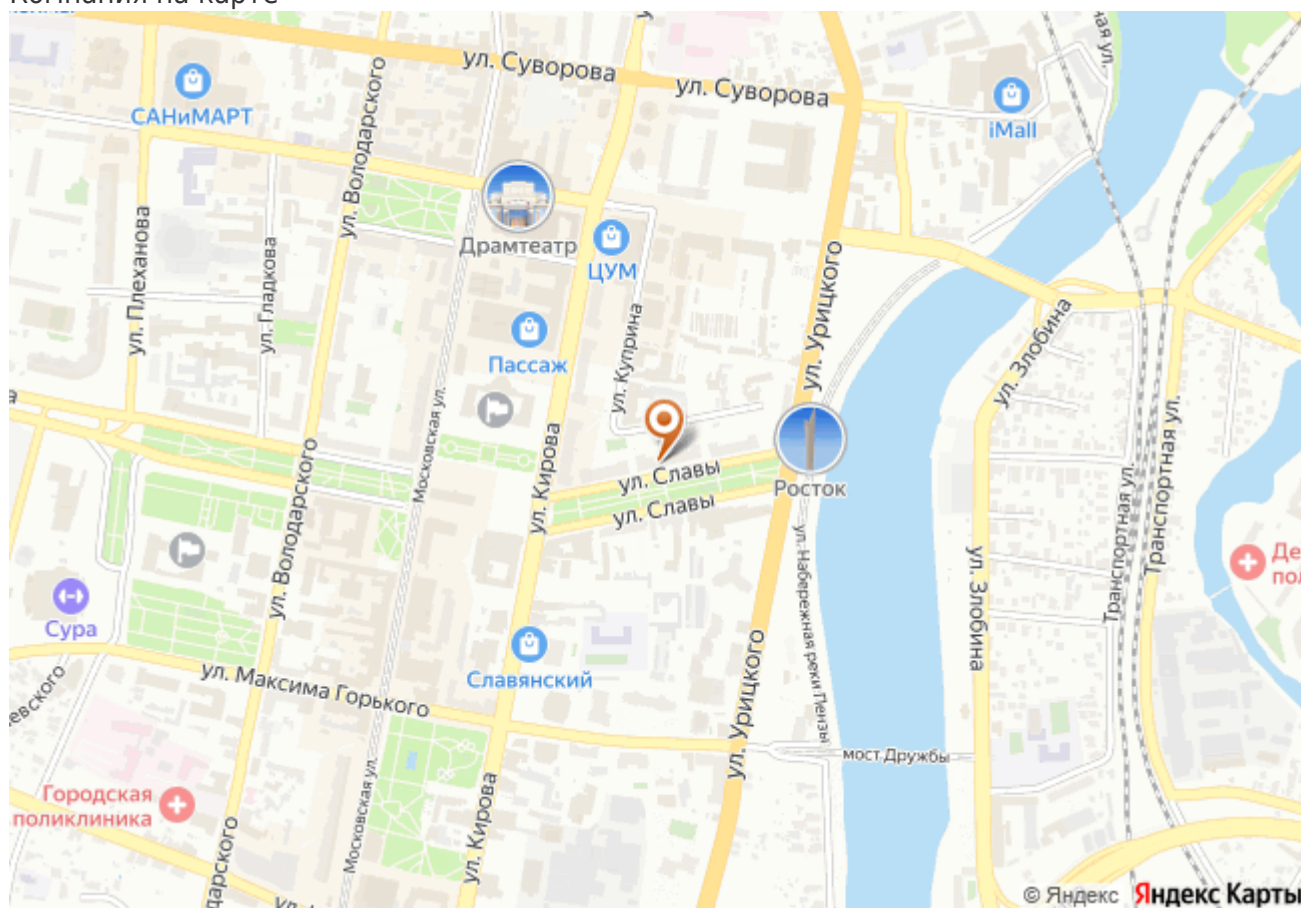 Компания на карте
ул. Суворова
ул. Суворова
САНиМАРТ
iMall
ул. Володарского
Драмтеатр
ЦУМ
ул. Плеханова
ул. Гладкова
Пассаж
ул. Куприна
ул. Урицкого
ул. Злобина
Московская ул.
ул. Кирова
ул. Славы
ул. Славы
Росток
Транспортная ул.
Транспортная ул.
ул. Володарского
ул. Набережная реки Пензы
ул. Злобина
Сура
Славянский
ул. Максима Горького
ул. Урицкого
мост Дружбы
Городская
поликлиника
Московская ул.
ул. Кирова
© Яндекс
Яндекс Карты